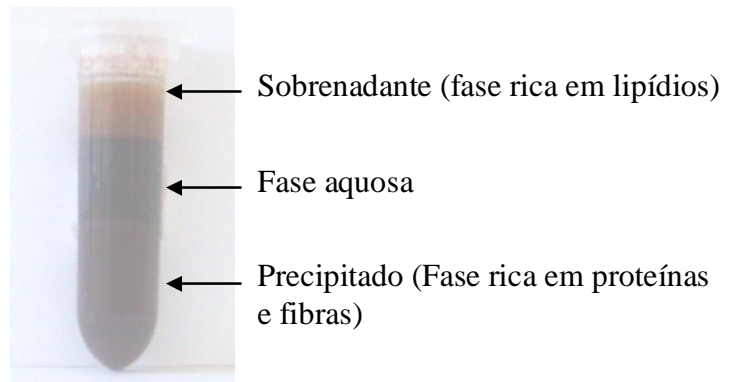 Sobrenadante (fase rica em lipídios)
Fase aquosa
Precipitado (Fase rica em proteínas
e fibras)